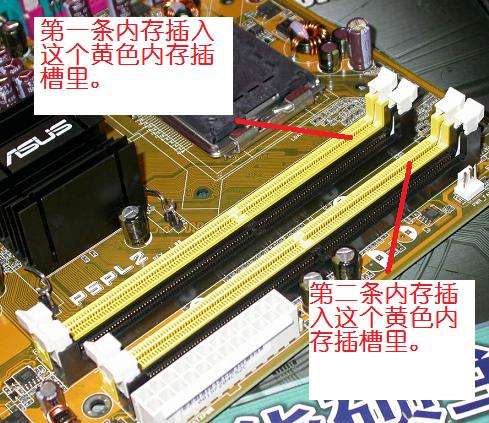 第一条内存插入
这个黄色内存插
槽里。
ASUS
P5PL2
第二条内存插
入这个黄色内
存插槽里。